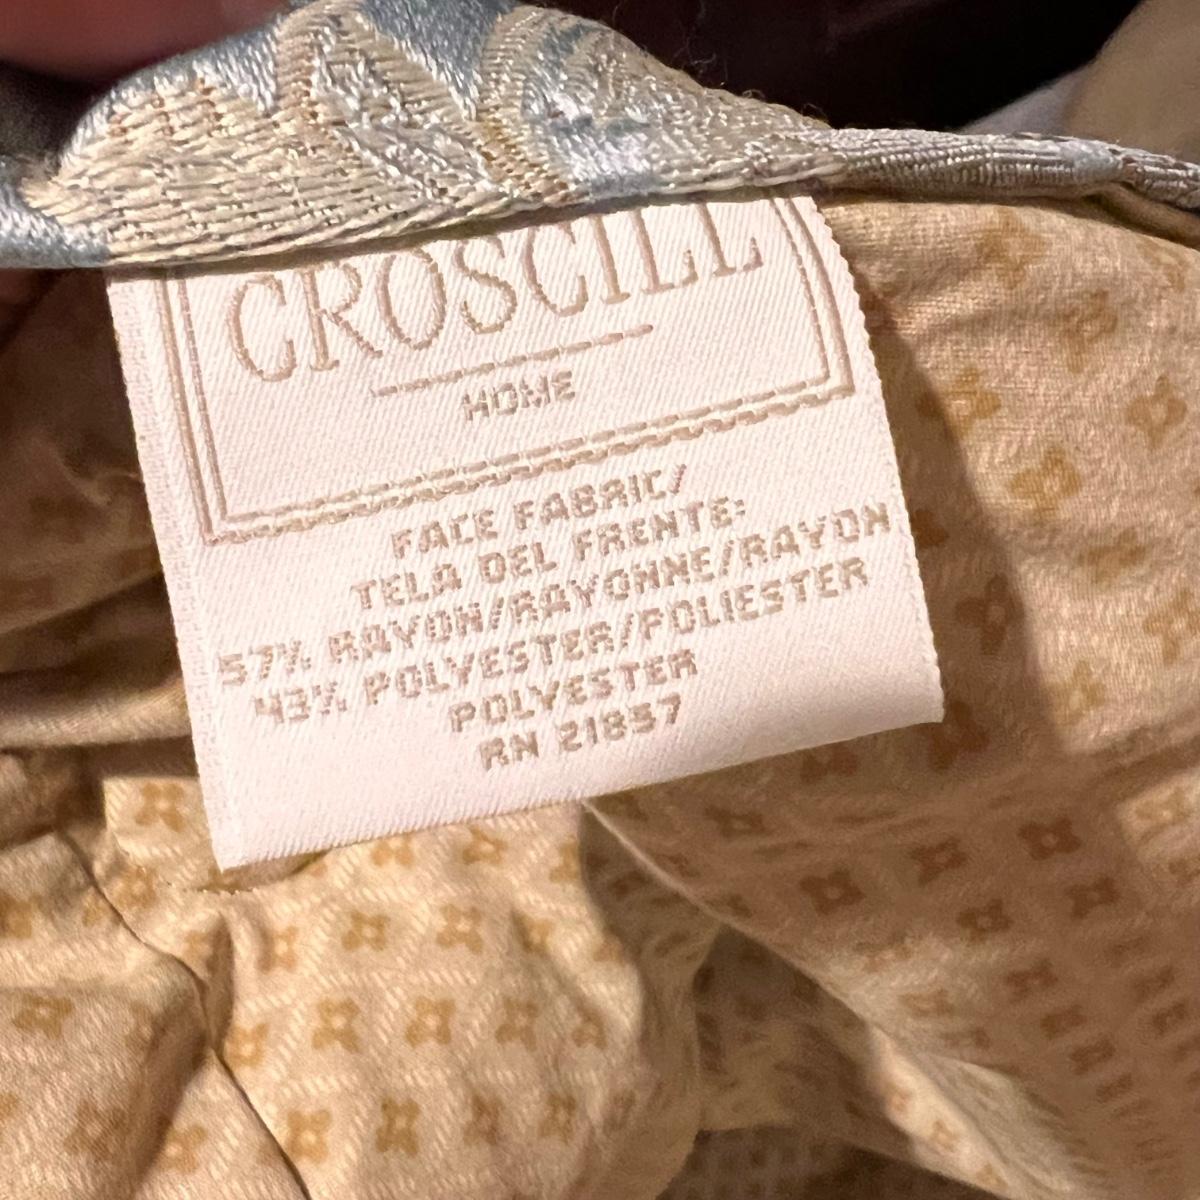 CROSCILL
HOME
FACE FABRIC/
TELA DEL FRENTE:
57% RAYON/RAYONNE/RAYON
43% POLYESTER/POLIESTER
POLYESTER
RN 21857